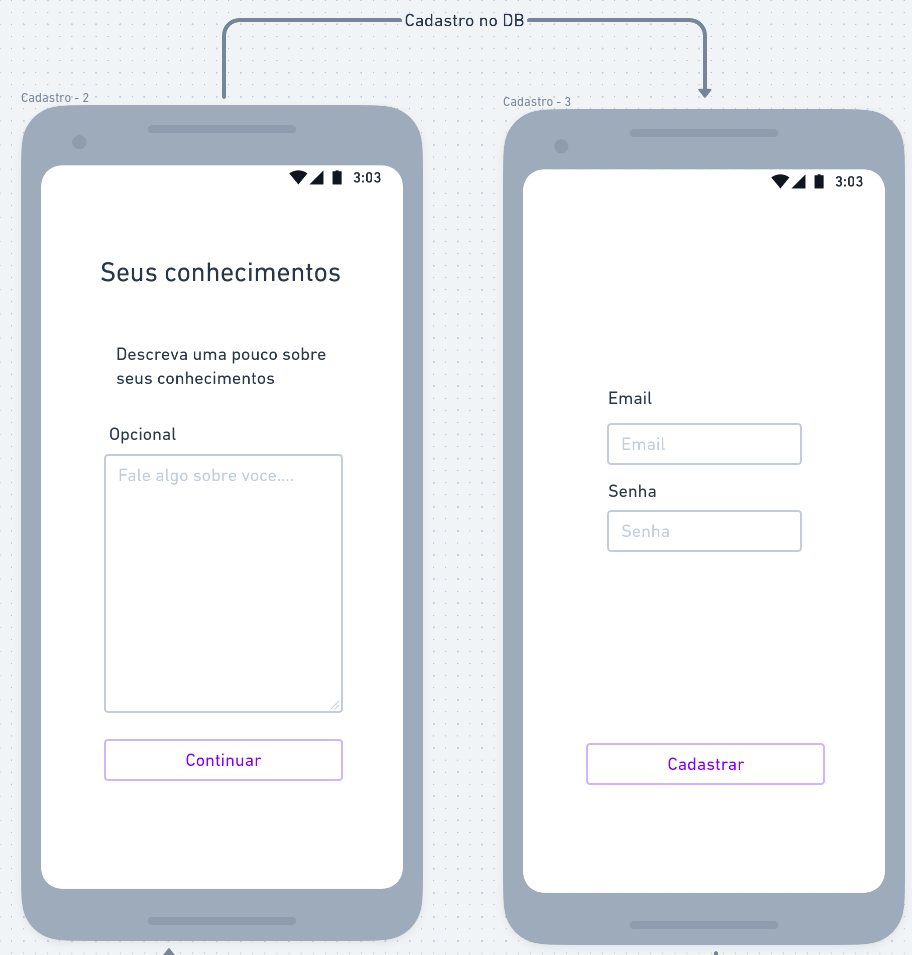 Cadastro no DB
Cadastro - 2
3:03
Seus conhecimentos
Descreva uma pouco sobre
seus conhecimentos
Opcional
Fale algo sobre voce....
Continuar
Cadastro - 3
3:03
Email
Email
Senha
Senha
Cadastrar